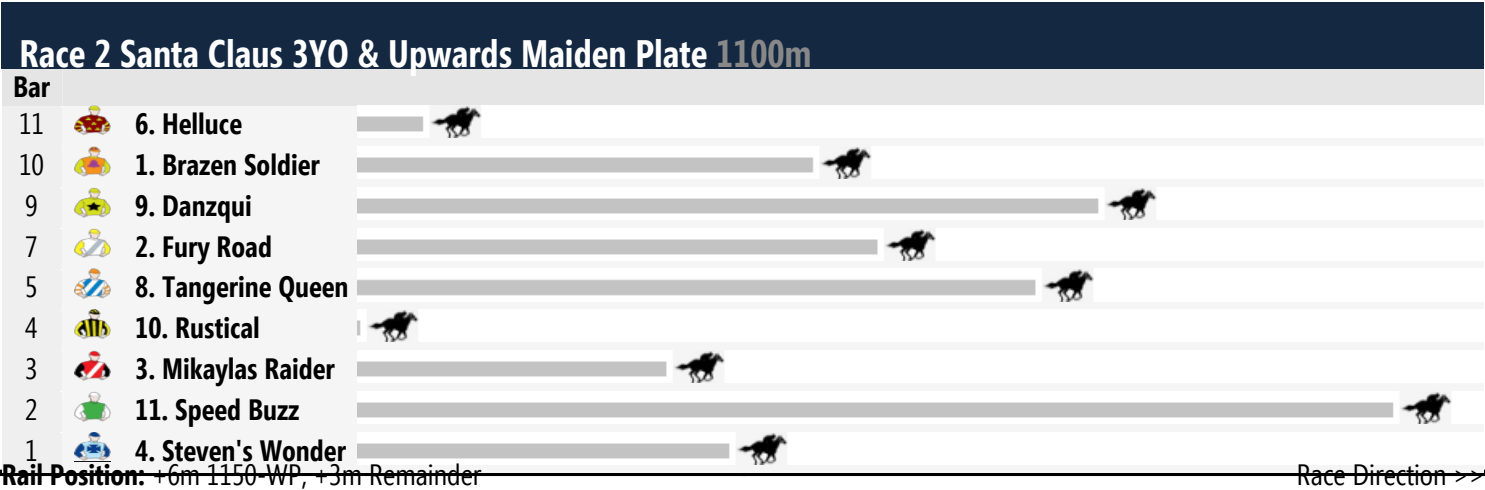 Race 2 Santa Claus 3YO & Upwards Maiden Plate 1100m
Bar
11 6. Helluce
10 1. Brazen Soldier
9 9. Danzqui
7 2. Fury Road
5 8. Tangerine Queen
4 10. Rustical
3 3. Mikaylas Raider
2 11. Speed Buzz
1 4. Steven's Wonder
Rail Position: +6m 1150-WP, +3m Remainder Race Direction >>